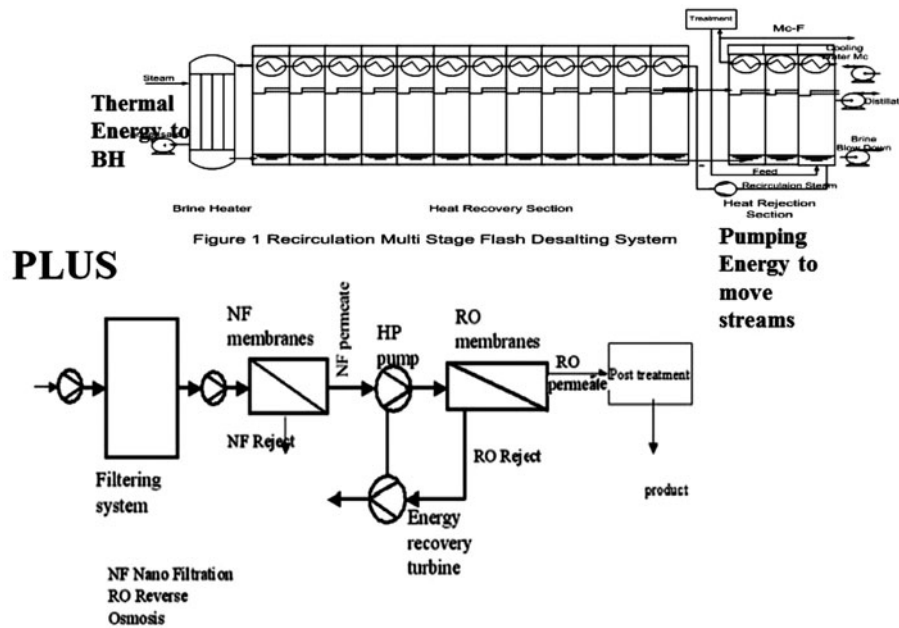 Treatment
Mc-F
Cooling
Water Mc
Steam
Thermal
Energy to
BH
Distillat
Brine
Blow Down
Feed
Recirculaion Steam
Brine Heater
Heat Recovery Section
Heat Rejection
Section
Figure 1 Recirculation Multi Stage Flash Desalting System
Pumping
Energy to
move
streams
PLUS
NF
membranes
NF permeate
HP
pump
RO
membranes
RO
permeate
Post treatment
NF Reject
RO Reject
Filtering
system
product
Energy
recovery
turbine
NF Nano Filtration
RO Reverse
Osmosis